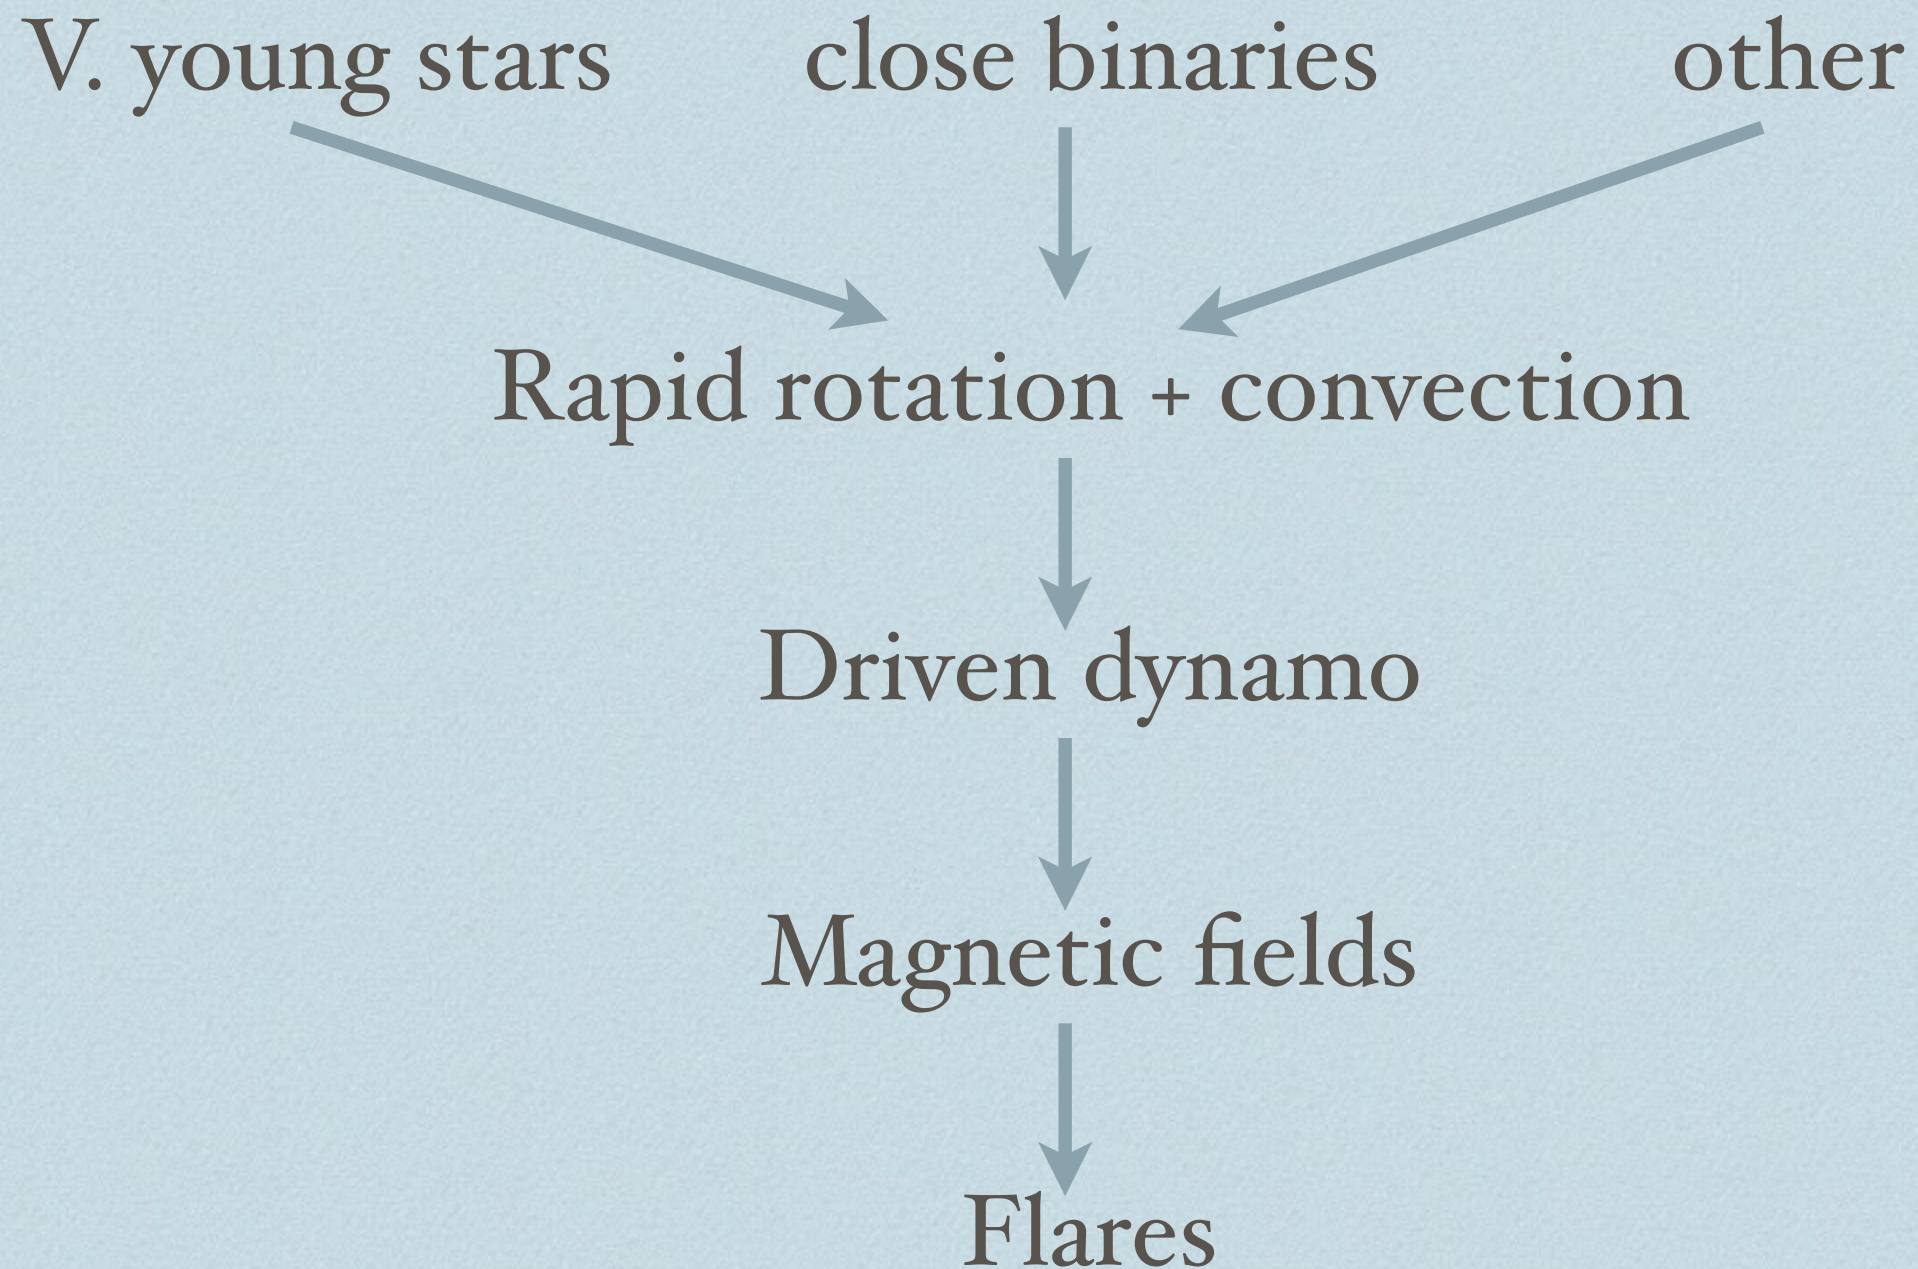 V. young stars close binaries other
Rapid rotation + convection
Driven dynamo
Magnetic fields
Flares